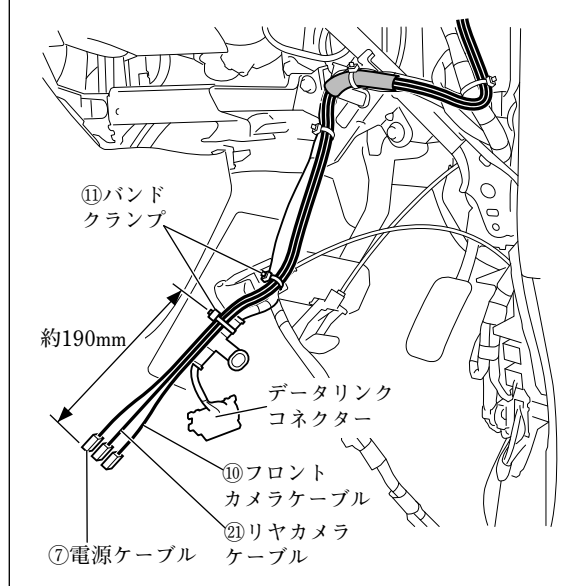 ⑪バンド
クランプ
約190mm
データリンク
コネクター
⑩フロント
カメラケーブル
㉑リヤカメラ
ケーブル
⑦電源ケーブル